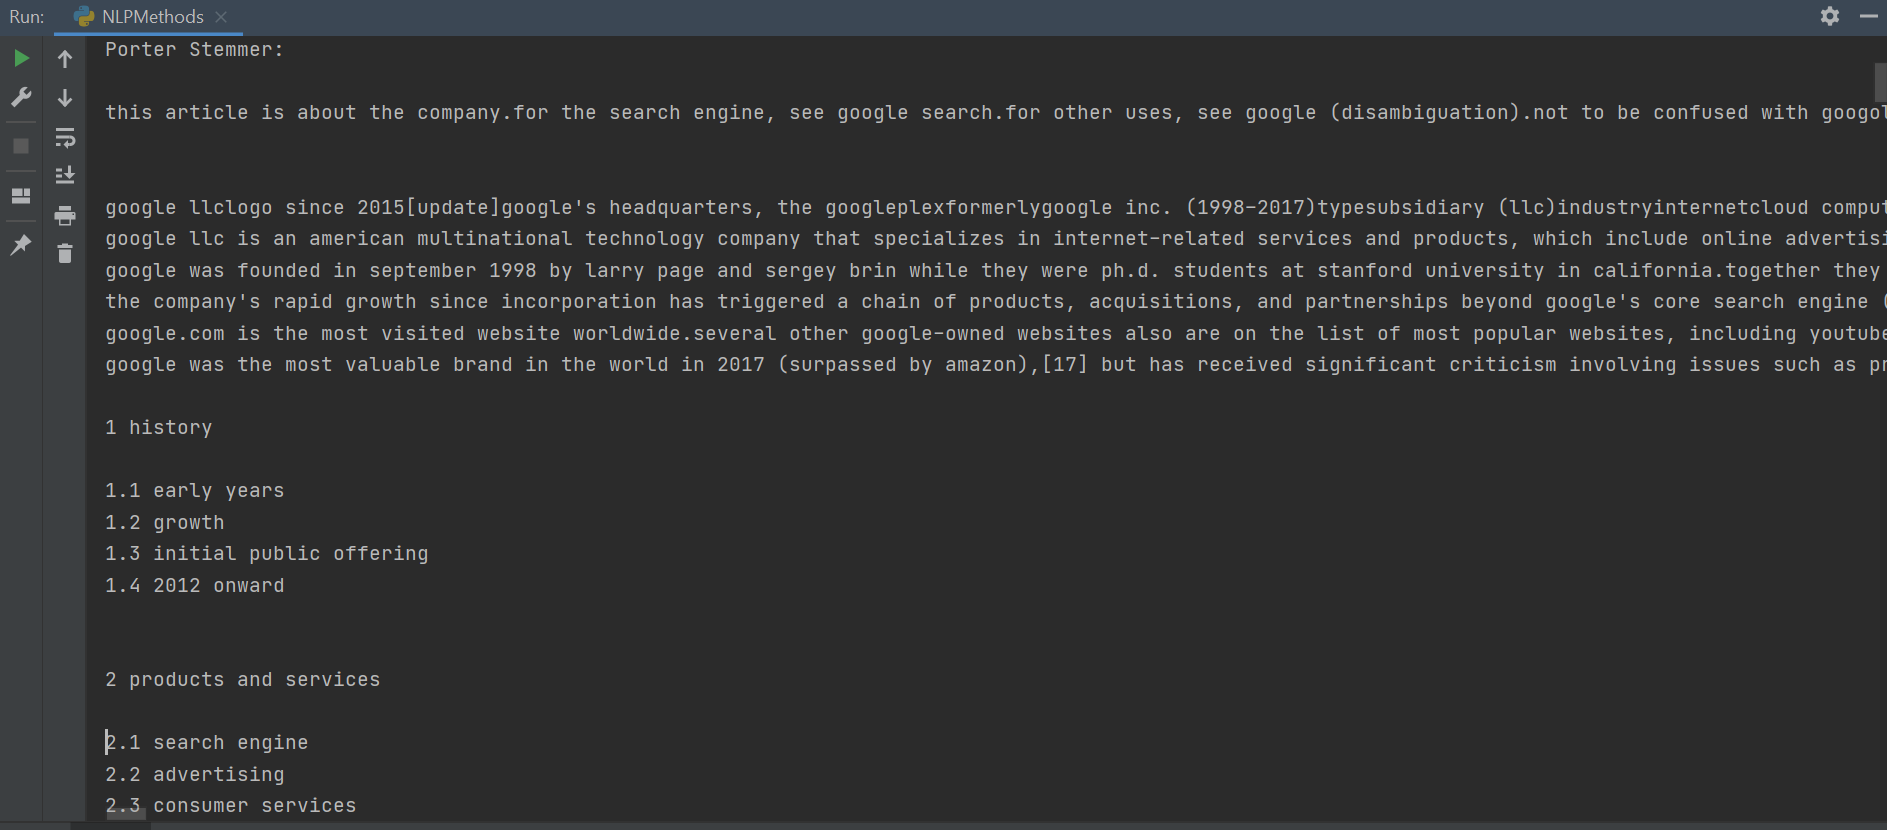 Run: NLPMethods
Porter Stemmer:
this article is about the company.for the search engine, see google search.for other uses, see google (disambiguation).not to be confused with googol
google llclogo since 2015[update]google's headquarters, the googleplexformerlygoogle inc. (1998-2017)typesubsidiary (llc)industryinternetcloud comput
google llc is an american multinational technology company that specializes in internet-related services and products, which include online advertisi
google was founded in september 1998 by larry page and sergey brin while they were ph.d. students at stanford university in california.together they
the company's rapid growth since incorporation has triggered a chain of products, acquisitions, and partnerships beyond google's core search engine (
google.com is the most visited website worldwide.several other google-owned websites also are on the list of most popular websites, including youtube
google was the most valuable brand in the world in 2017 (surpassed by amazon),[17] but has received significant criticism involving issues such as pr
1 history
1.1 early years
1.2 growth
1.3 initial public offering
1.4 2012 onward
2 products and services
2.1 search engine
2.2 advertising
2.3 consumer services